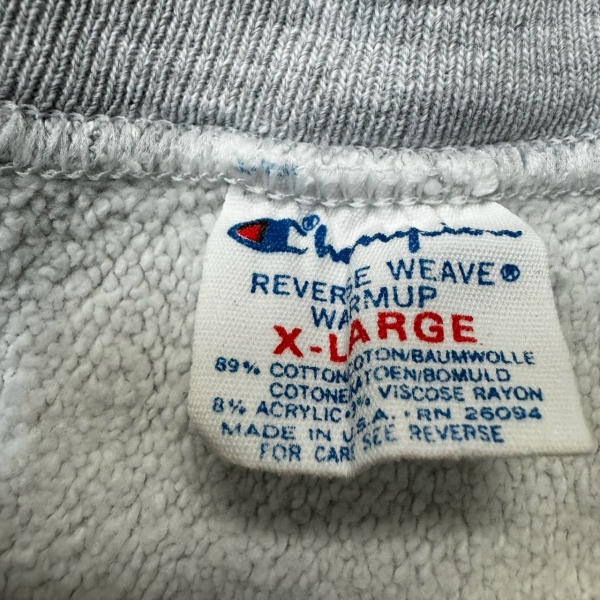 Champion®
REVERSE WEAVE®
WARMUP
X-LARGE
89% COTTON/COTON/BAUMWOLLE
COTONE/KATOEN/BOMULD
8% ACRYLIC • 3% VISCOSE RAYON
MADE IN U.S.A. • RN 26094
FOR CARE SEE REVERSE